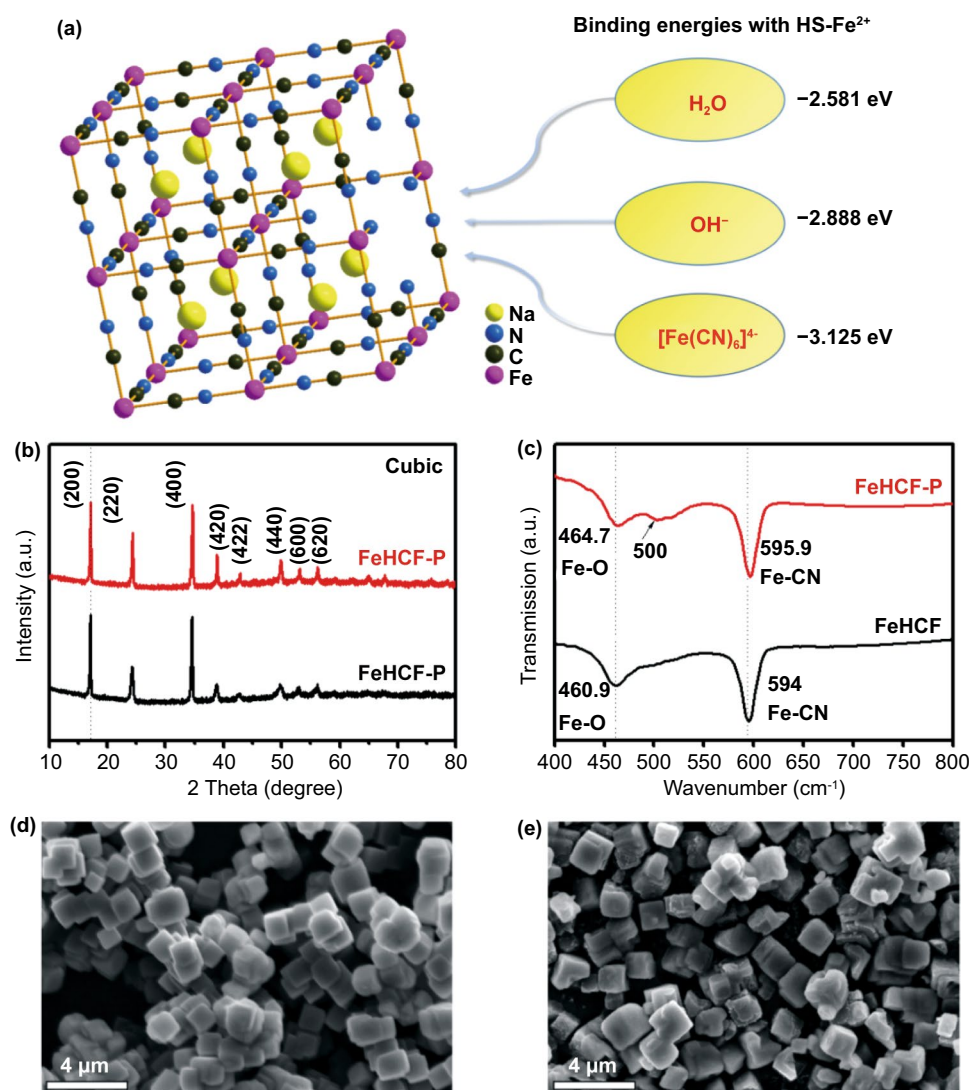 (a)
Binding energies with HS-Fe²⁺
H₂O
−2.581 eV
OH⁻
−2.888 eV
[Fe(CN)₆]⁴⁻
−3.125 eV
Na
N
C
Fe
(b)
Cubic
(200)
(220)
(400)
(420)
(422)
(440)
(600)
(620)
FeHCF-P
FeHCF-P
Intensity (a.u.)
10 20 30 40 50 60 70 80
2 Theta (degree)
(c)
FeHCF-P
464.7
Fe-O
500
595.9
Fe-CN
FeHCF
460.9
Fe-O
594
Fe-CN
Transmission (a.u.)
400 450 500 550 600 650 700 800
Wavenumber (cm⁻¹)
(d)
4 μm
(e)
4 μm